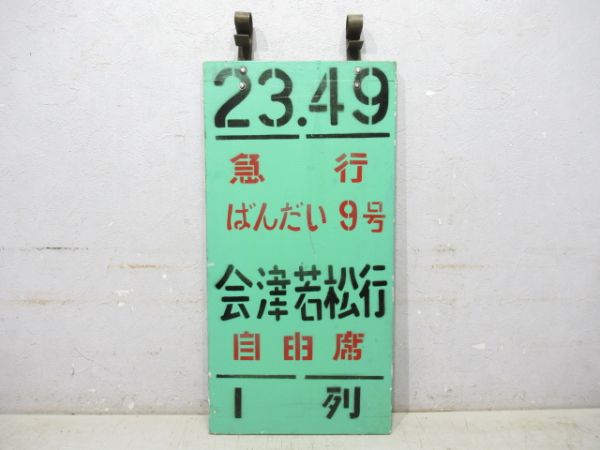 23.49
急行
ばんだい9号
会津若松行
自由席
1列